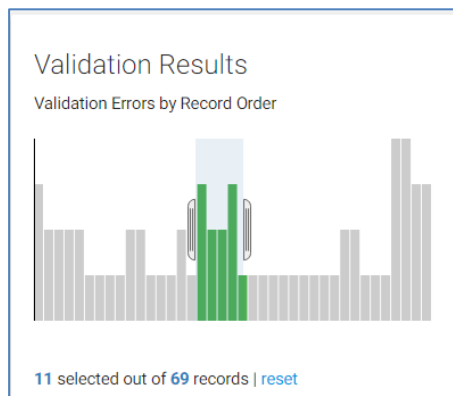 Validation Results
Validation Errors by Record Order
11 selected out of 69 records | reset